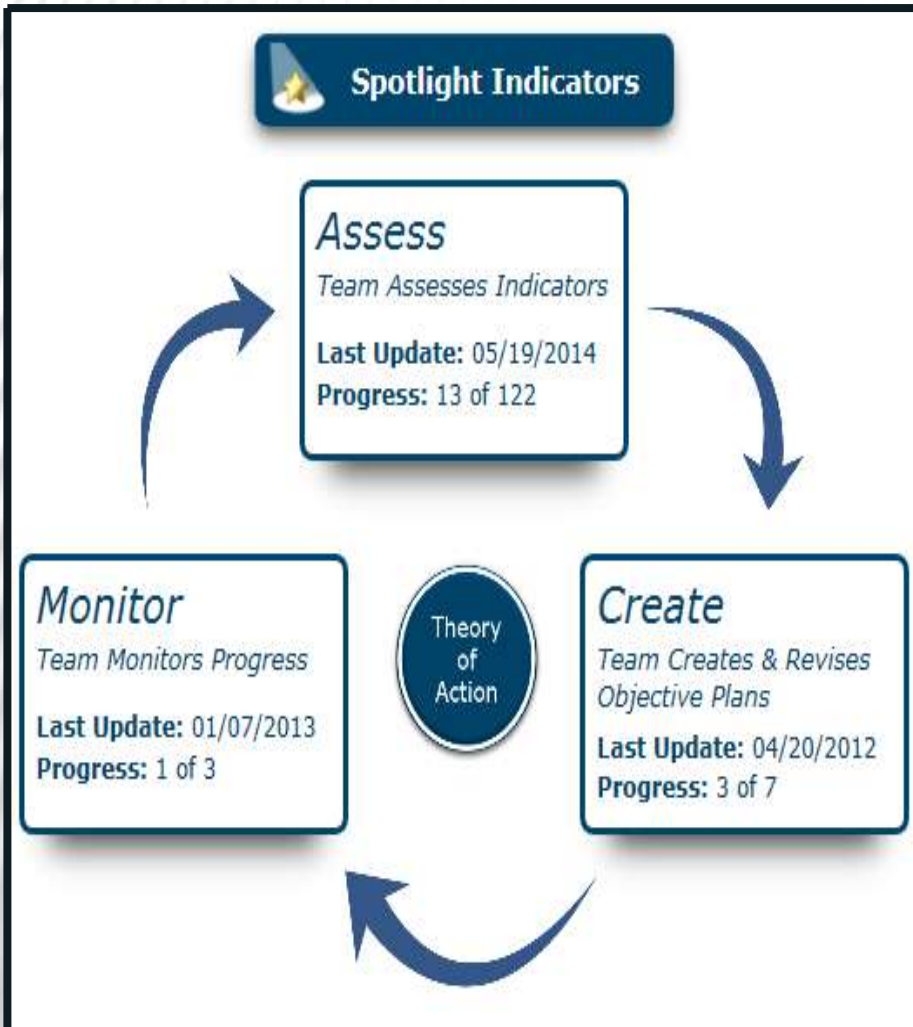 Spotlight Indicators
Assess
Team Assesses Indicators
Last Update: 05/19/2014
Progress: 13 of 122
Monitor
Team Monitors Progress
Last Update: 01/07/2013
Progress: 1 of 3
Theory
of
Action
Create
Team Creates & Revises
Objective Plans
Last Update: 04/20/2012
Progress: 3 of 7